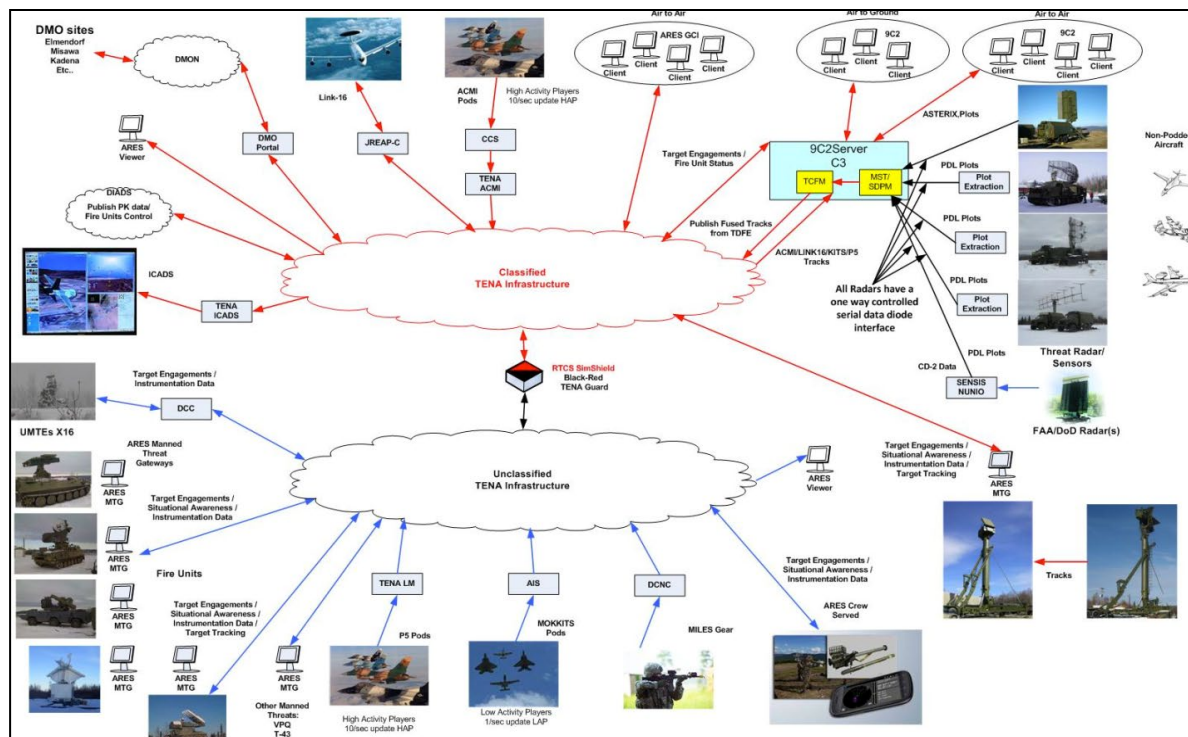 DMO sites
Elmendorf
Misawa
Kadena
Etc..
DMON
Link-16
ACMI
Pods
High Activity Players
10/sec update HAP
Air to Air
ARES GCI
Client
Client
Client
Client
Air to Ground
9C2
Client
Client
Client
Air to Air
9C2
Client
Client
Client
Client
ARES
Viewer
DMO
Portal
JREAP-C
CCS
TENA
ACMI
Target Engagements /
Fire Unit Status
ASTERIX,Plots
9C2Server
C3
TCFM
MST/
SDPM
PDL Plots
Plot
Extraction
PDL Plots
Plot
Extraction
PDL Plots
Plot
Extraction
Non-Podded
Aircraft
DIADS
Publish PK data/
Fire Units Control
Publish Fused Tracks
from TDFE
ACMI/LINK16/KITS/P5
Tracks
Classified
TENA Infrastructure
All Radars have a
one way controlled
serial data diode
interface
ICADS
TENA
ICADS
Threat Radar/
Sensors
PDL Plots
CD-2 Data
SENSIS
NUNIO
FAA/DoD Radar(s)
RTCS SimShield
Black-Red
TENA Guard
Target Engagements /
Instrumentation Data
DCC
UMTEs X16
ARES Manned
Threat
Gateways
ARES
MTG
Target Engagements /
Situational Awareness /
Instrumentation Data
ARES
MTG
Unclassified
TENA Infrastructure
ARES
Viewer
Target Engagements /
Situational Awareness /
Instrumentation Data /
Target Tracking
ARES
MTG
Tracks
Fire Units
ARES
MTG
Target Engagements /
Situational Awareness /
Instrumentation Data /
Target Tracking
TENA LM
AIS
DCNC
Target Engagements /
Situational Awareness /
Instrumentation Data
ARES Crew
Served
P5 Pods
MOKKITS
Pods
MILES Gear
ARES
MTG
ARES
MTG
ARES
MTG
Other Manned
Threats:
VPQ
T-43
High Activity Players
10/sec update HAP
Low Activity Players
1/sec update LAP